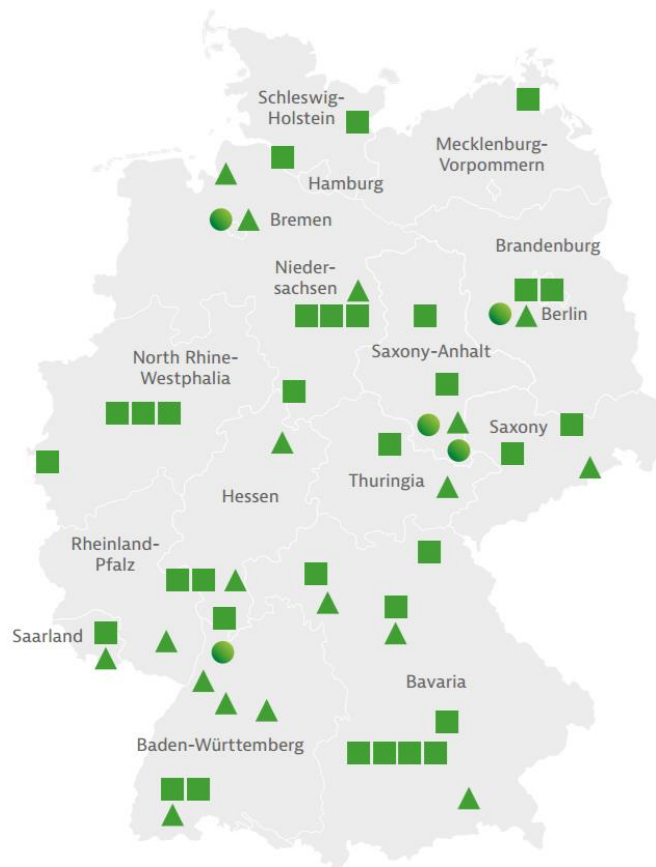 Schleswig-
Holstein
Mecklenburg-
Vorpommern
Hamburg
Bremen
Brandenburg
Nieder-
sachsen
Berlin
Saxony-Anhalt
North Rhine-
Westphalia
Saxony
Thuringia
Hessen
Rheinland-
Pfalz
Saarland
Bavaria
Baden-Württemberg